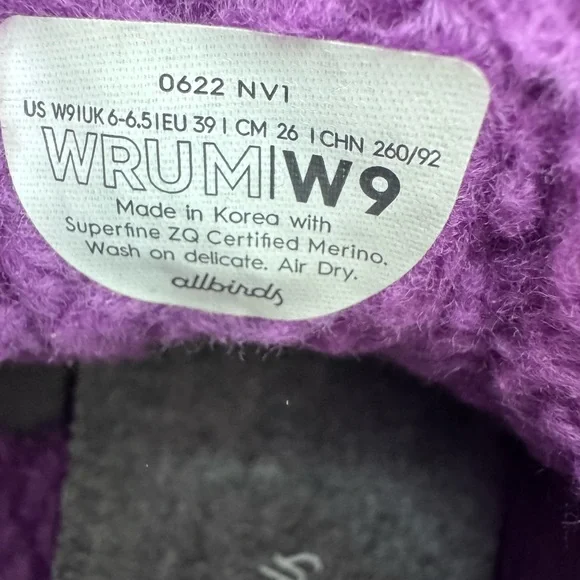 0622 NV1
US W9|UK 6-6.5|EU 39 | CM 26 | CHN 260/92
WRUM|W9
Made in Korea with
Superfine ZQ Certified Merino.
Wash on delicate. Air Dry.
allbirds